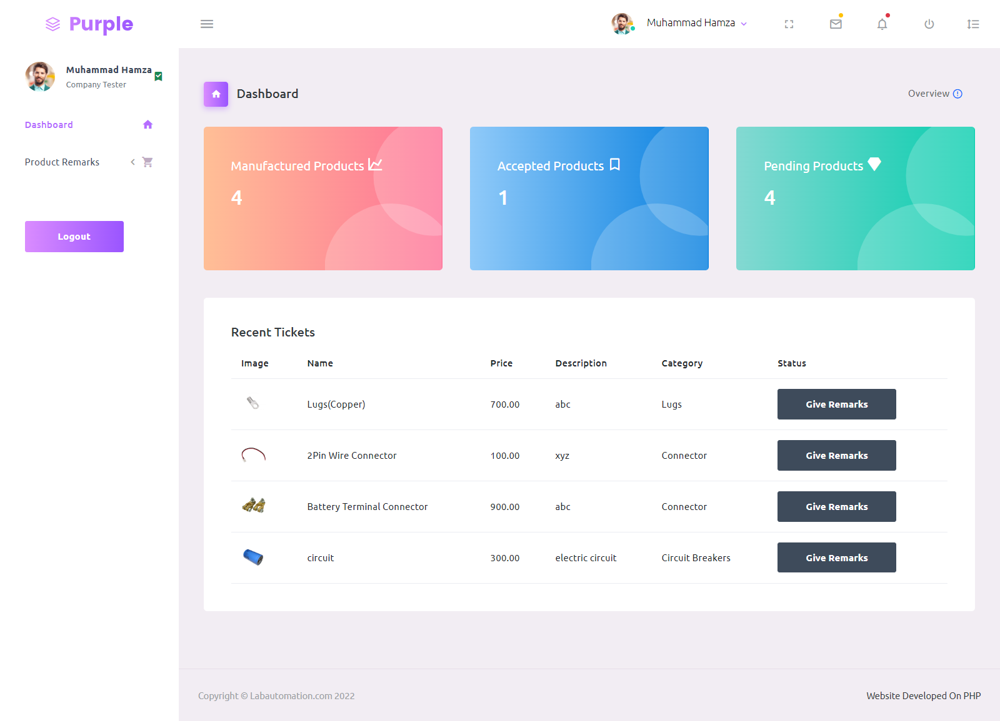 Purple
Muhammad Hamza
Muhammad Hamza
Company Tester
Dashboard
Product Remarks
Logout
Dashboard
Overview
Manufactured Products
4
Accepted Products
1
Pending Products
4
Recent Tickets
Image Name Price Description Category Status
Lugs(Copper) 700.00 abc Lugs Give Remarks
2Pin Wire Connector 100.00 xyz Connector Give Remarks
Battery Terminal Connector 900.00 abc Connector Give Remarks
circuit 300.00 electric circuit Circuit Breakers Give Remarks
Copyright © Labautomation.com 2022
Website Developed On PHP